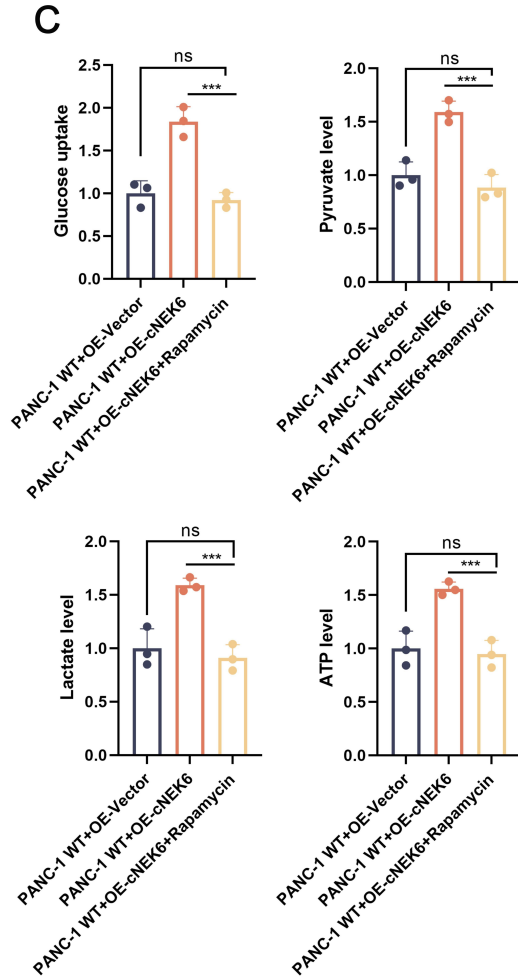 C
ns
***
2.5
2.0
1.5
1.0
0.5
0.0
Glucose uptake
PANC-1 WT+OE-Vector
PANC-1 WT+OE-cNEK6
PANC-1 WT+OE-cNEK6+Rapamycin
ns
***
2.0
1.5
1.0
0.5
0.0
Pyruvate level
PANC-1 WT+OE-Vector
PANC-1 WT+OE-cNEK6
PANC-1 WT+OE-cNEK6+Rapamycin
ns
***
2.0
1.5
1.0
0.5
0.0
Lactate level
PANC-1 WT+OE-Vector
PANC-1 WT+OE-cNEK6
PANC-1 WT+OE-cNEK6+Rapamycin
ns
***
2.0
1.5
1.0
0.5
0.0
ATP level
PANC-1 WT+OE-Vector
PANC-1 WT+OE-cNEK6
PANC-1 WT+OE-cNEK6+Rapamycin